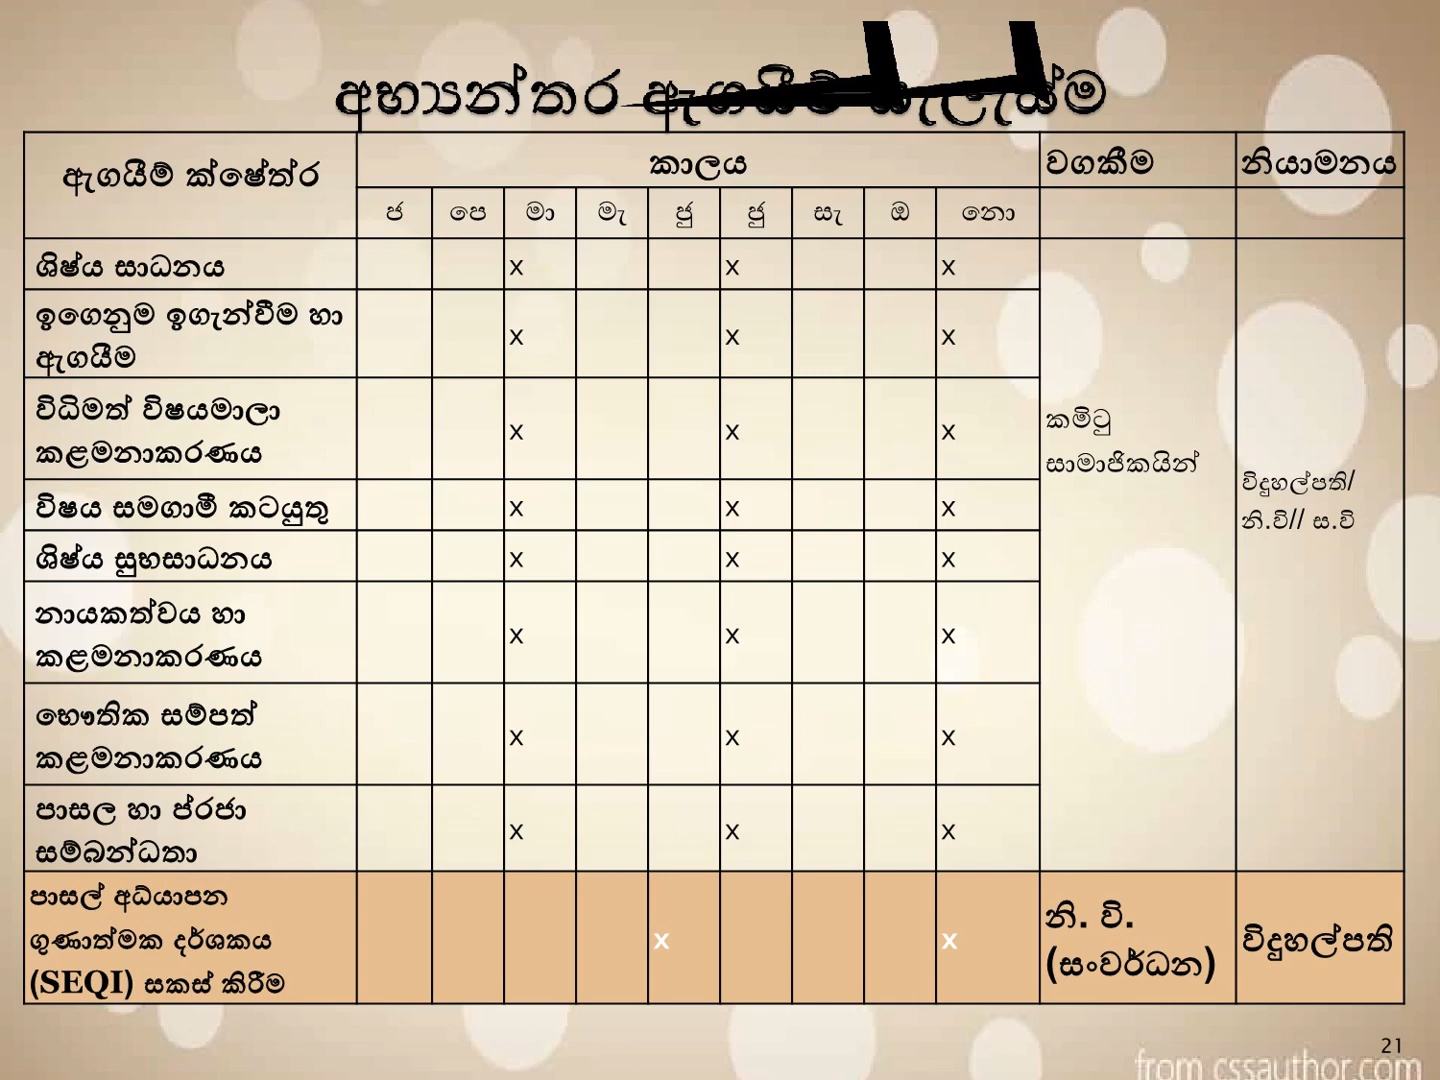 අභ්‍යන්තර ඇගයීම් සැලැස්ම
ඇගයීම් ක්ෂේත්ර කාලය වගකීම නියාමනය
ජ පෙ මා මැ ජු ජු සැ ඔ නො
ශිෂ්ය සාධනය x x x
ඉගෙනුම ඉගැන්වීම හා
ඇගයීම x x x
විධිමත් විෂයමාලා
කළමනාකරණය x x x
කමිටු
සාමාජිකයින්
විදුහල්පති/
නි.වි// ස.වි
විෂය සමගාමී කටයුතු x x x
ශිෂ්ය සුභසාධනය x x x
නායකත්වය හා
කළමනාකරණය x x x
භෞතික සම්පත්
කළමනාකරණය x x x
පාසල හා ප්රජා
සම්බන්ධතා x x x
පාසල් අධ්යාපන
ගුණාත්මක දර්ශකය
(SEQI) සකස් කිරීම x x
නි. වි.
(සංවර්ධන)
විදුහල්පති
21
from cssauthor.com